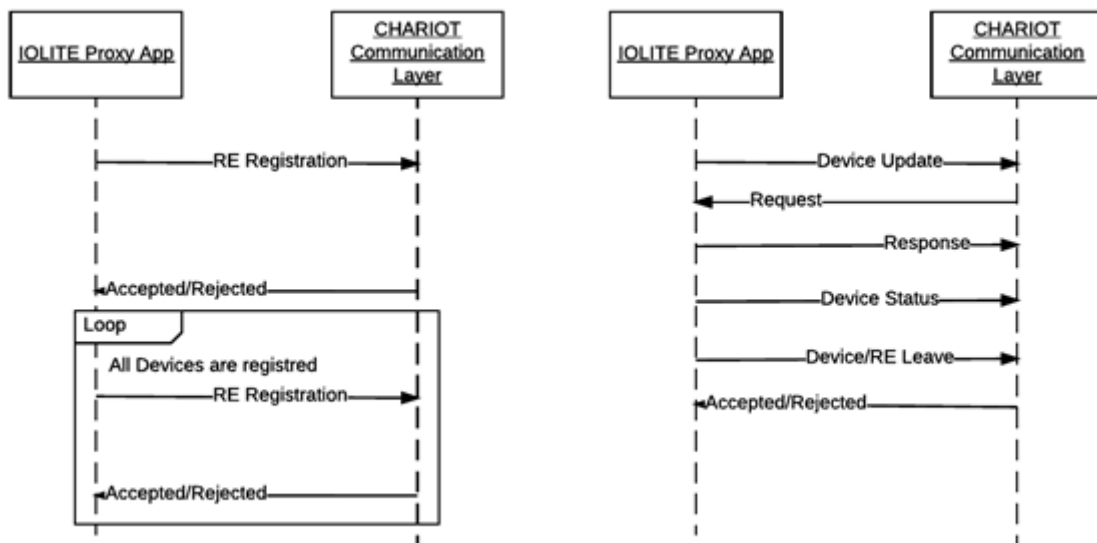 IOLITE Proxy App
CHARIOT
Communication
Layer
RE Registration
Accepted/Rejected
Loop
All Devices are registred
RE Registration
Accepted/Rejected
IOLITE Proxy App
CHARIOT
Communication
Layer
Device Update
Request
Response
Device Status
Device/RE Leave
Accepted/Rejected